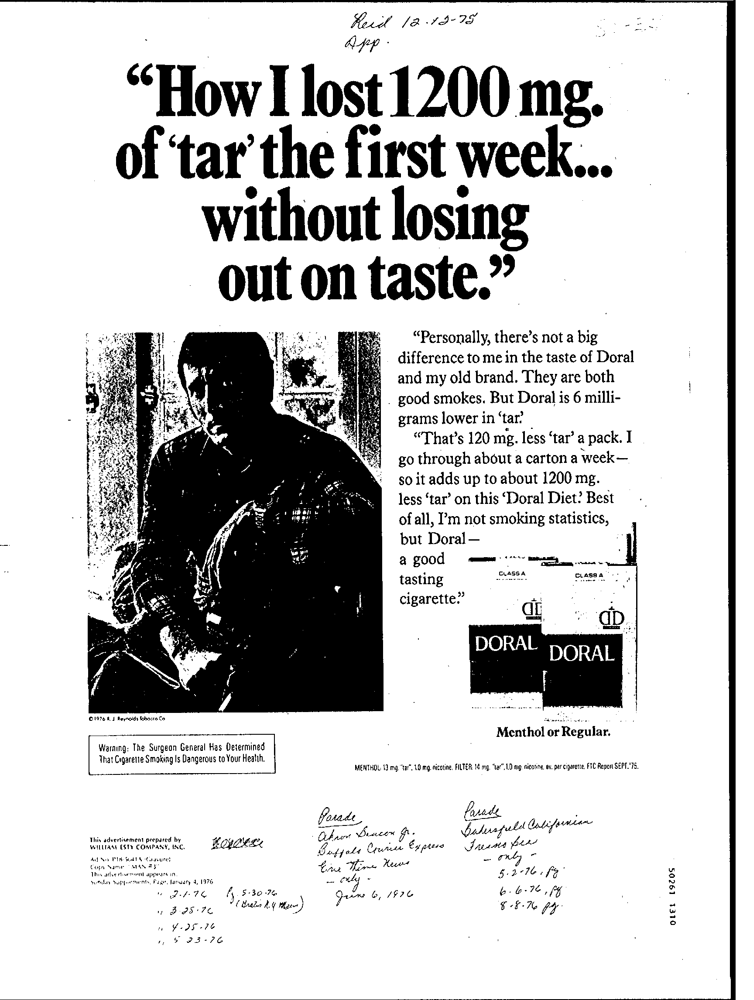 Reid 12-12-75
App.
“How I lost 1200 mg.
of ‘tar’ the first week...
without losing
out on taste.”
“Personally, there’s not a big
difference to me in the taste of Doral
and my old brand. They are both
good smokes. But Doral is 6 milli-
grams lower in ‘tar.’
“That’s 120 mg. less ‘tar’ a pack. I
go through about a carton a week—
so it adds up to about 1200 mg.
less ‘tar’ on this ‘Doral Diet.’ Best
of all, I’m not smoking statistics,
but Doral—
a good
tasting
cigarette.”
CLASS A
CLASS A
DORAL
DORAL
© 1976 R. J. Reynolds Tobacco Co.
Menthol or Regular.
Warning: The Surgeon General Has Determined
That Cigarette Smoking Is Dangerous to Your Health.
MENTHOL: 13 mg. "tar", 1.0 mg. nicotine, FILTER: 14 mg. "tar", 1.0 mg. nicotine, av. per cigarette, FTC Report SEPT. '75.
This advertisement prepared by
WILLIAM ESTY COMPANY, INC.
This advertisement appears in:
Sunday Supplements, Page, January 4, 1976
" 2-1-76
" 3-28-76
" 4-25-76
" 5-23-76
5-30-76
Parade
Akron Beacon Jr.
Buffalo Courier Express
Erie Times News
- only -
June 6, 1976
Parade
Bakersfield Californian
Fresno Bee
- only -
5-2-76, Pg.
6-6-76, Pg
8-8-76 Pg.
50261 1310